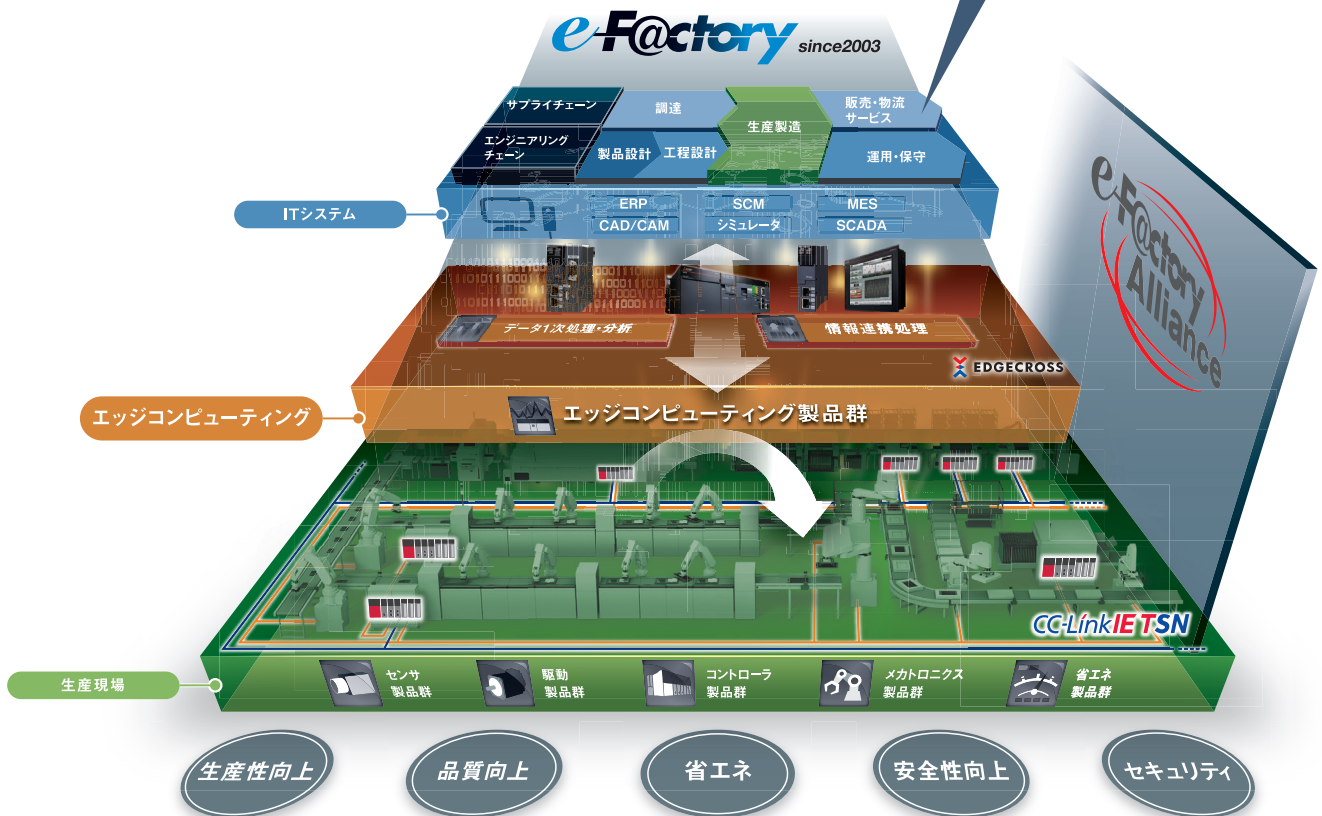 e-F@ctory since2003
サプライチェーン
調達
生産製造
販売・物流
サービス
エンジニアリング
チェーン
製品設計
工程設計
運用・保守
ITシステム
ERP
SCM
MES
CAD/CAM
シミュレータ
SCADA
e-F@ctory
Alliance
データ1次処理・分析
情報連携処理
EDGECROSS
エッジコンピューティング
エッジコンピューティング製品群
CC-Link IE TSN
生産現場
センサ
製品群
駆動
製品群
コントローラ
製品群
メカトロニクス
製品群
省エネ
製品群
生産性向上
品質向上
省エネ
安全性向上
セキュリティ